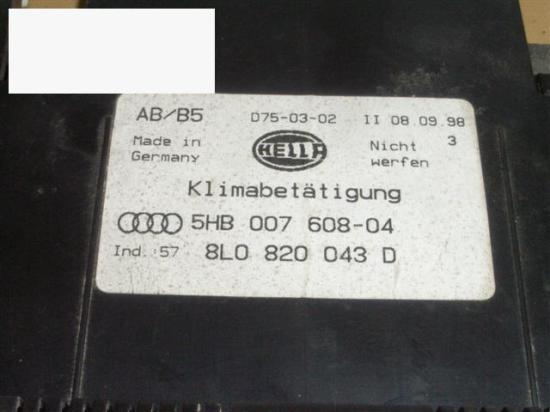 AB/B5 D75-03-02 II 08.09.98
Made in Germany HELLA Nicht werfen 3
Klimabetätigung
5HB 007 608-04
Ind.:57 8L0 820 043 D